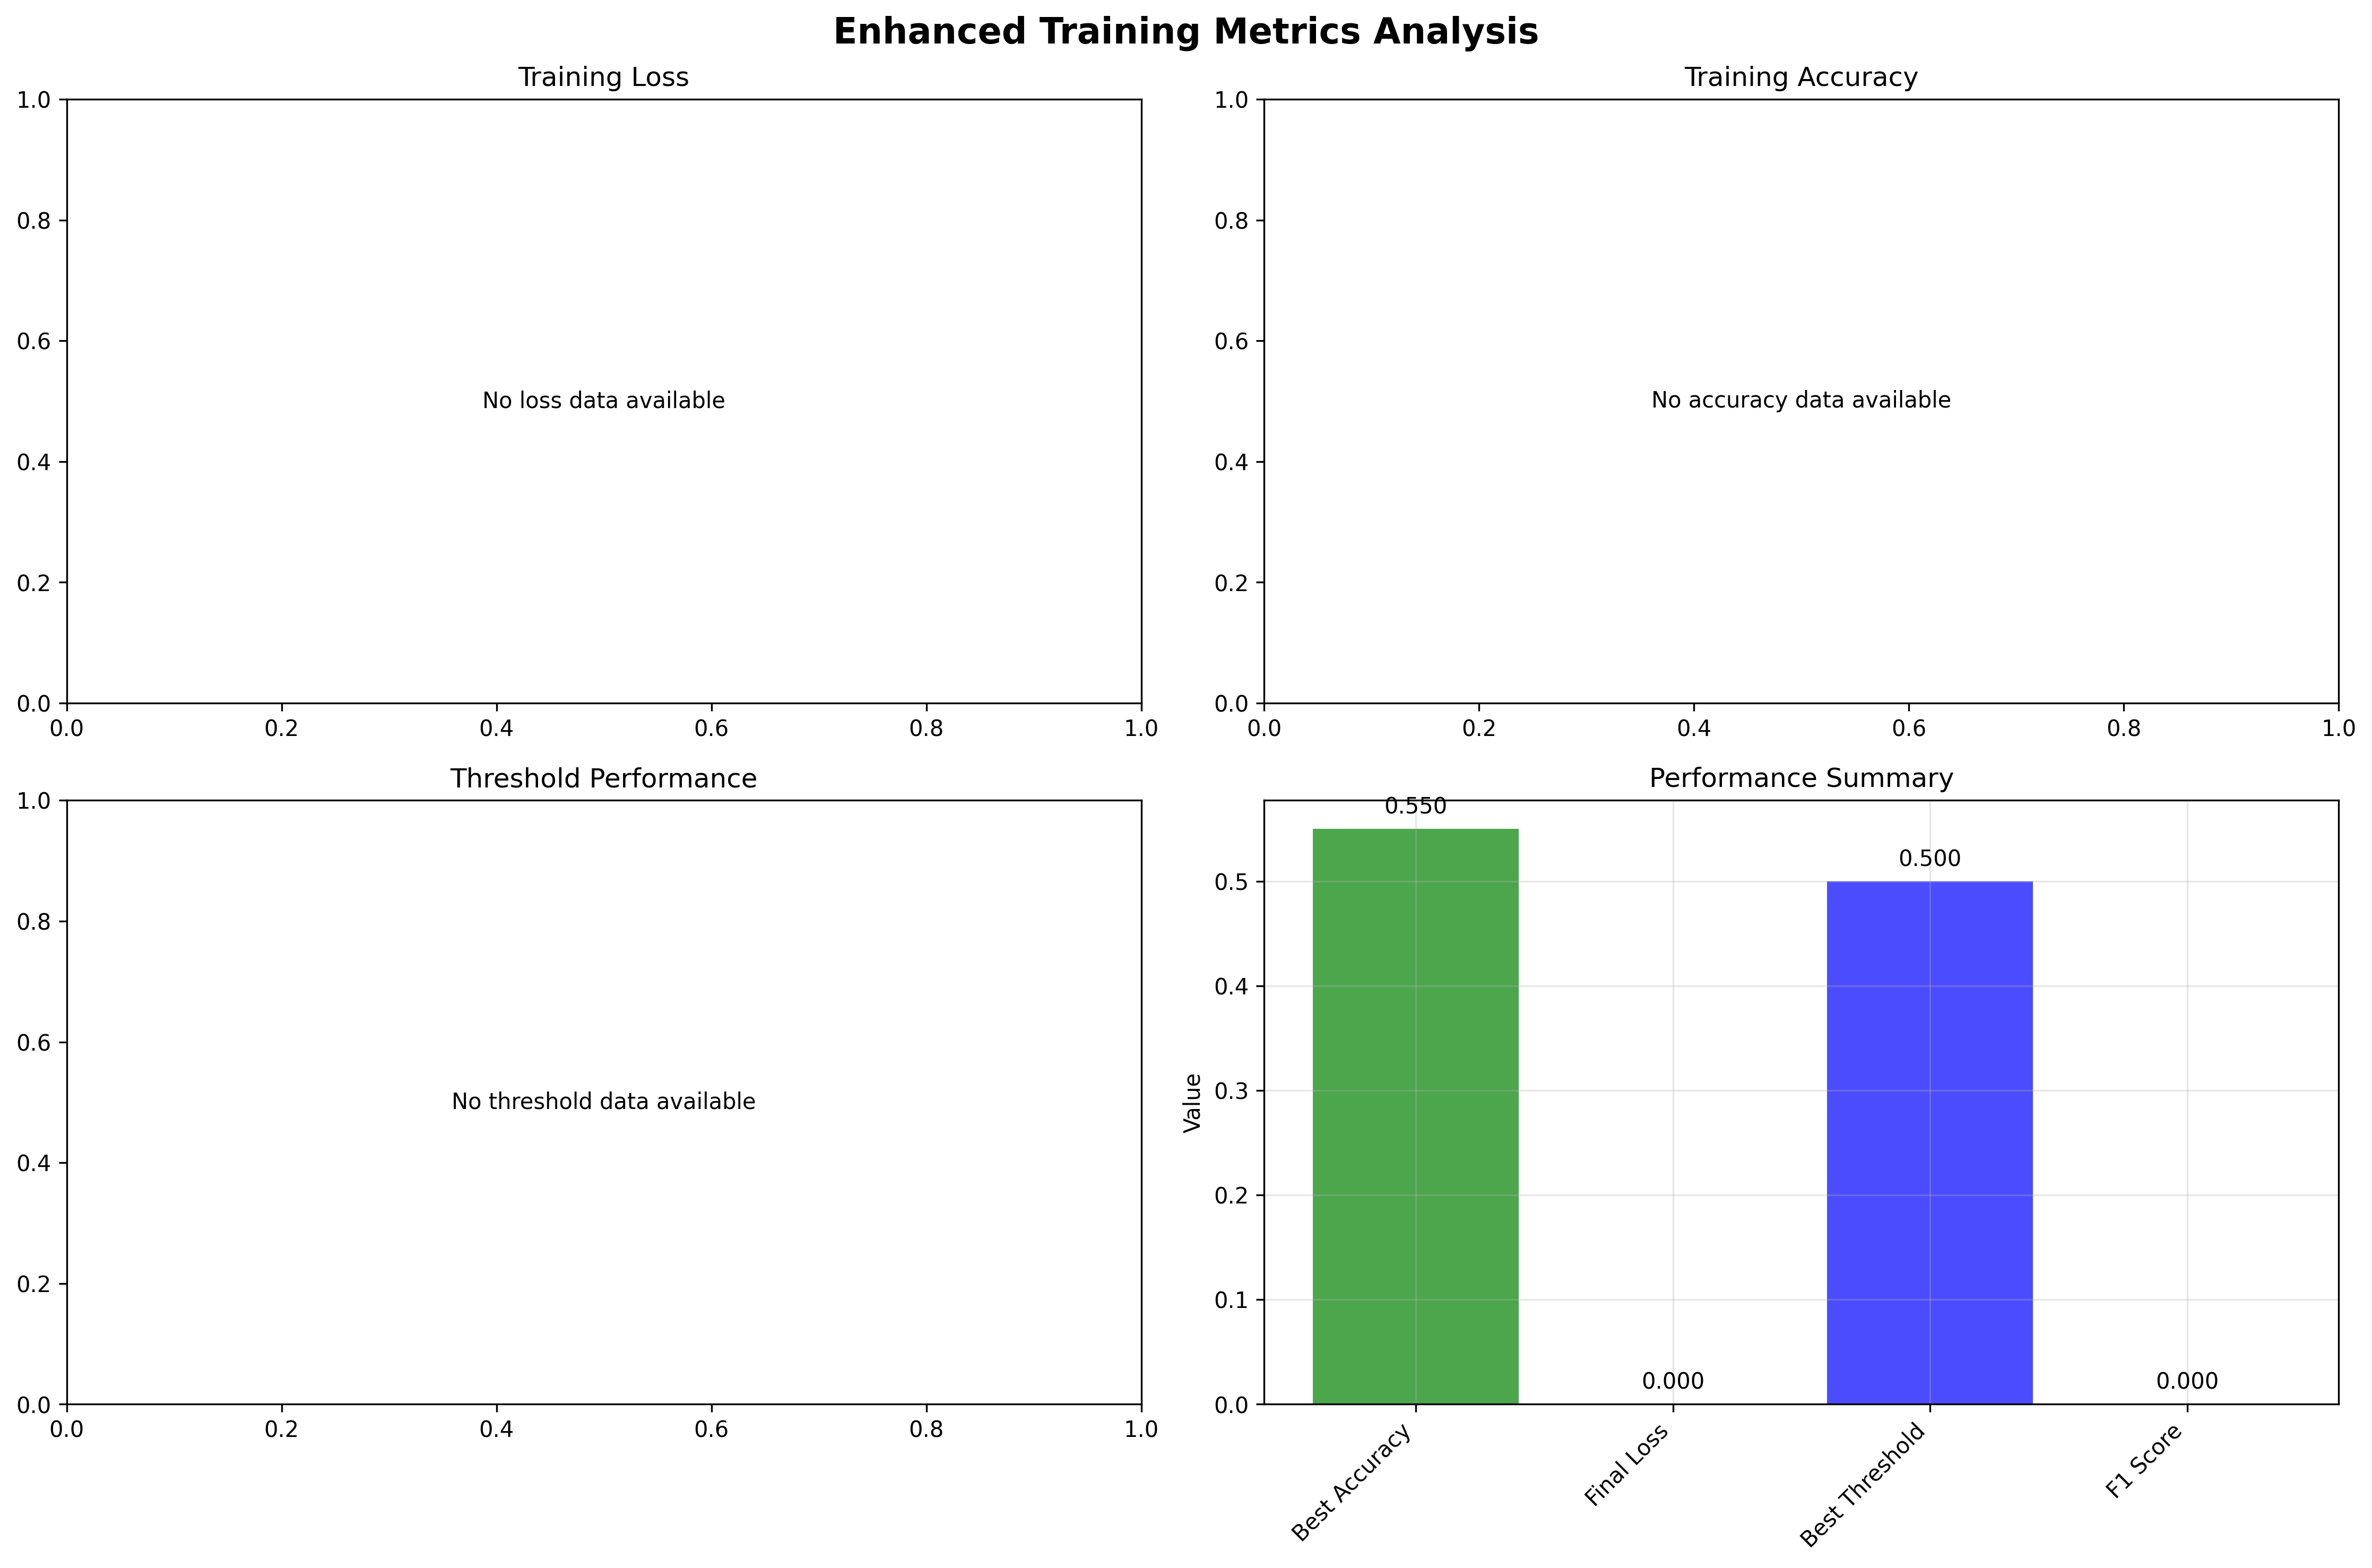 Enhanced Training Metrics Analysis
Training Loss
1.0
0.8
0.6
No loss data available
0.4
0.2
0.0
0.0 0.2 0.4 0.6 0.8 1.0
Training Accuracy
1.0
0.8
0.6
No accuracy data available
0.4
0.2
0.0
0.0 0.2 0.4 0.6 0.8 1.0
Threshold Performance
1.0
0.8
0.6
No threshold data available
0.4
0.2
0.0
0.0 0.2 0.4 0.6 0.8 1.0
Performance Summary
0.550
0.500
0.5
0.4
0.3
Value
0.2
0.1
0.000 0.000
0.0
Best Accuracy
Final Loss
Best Threshold
F1 Score